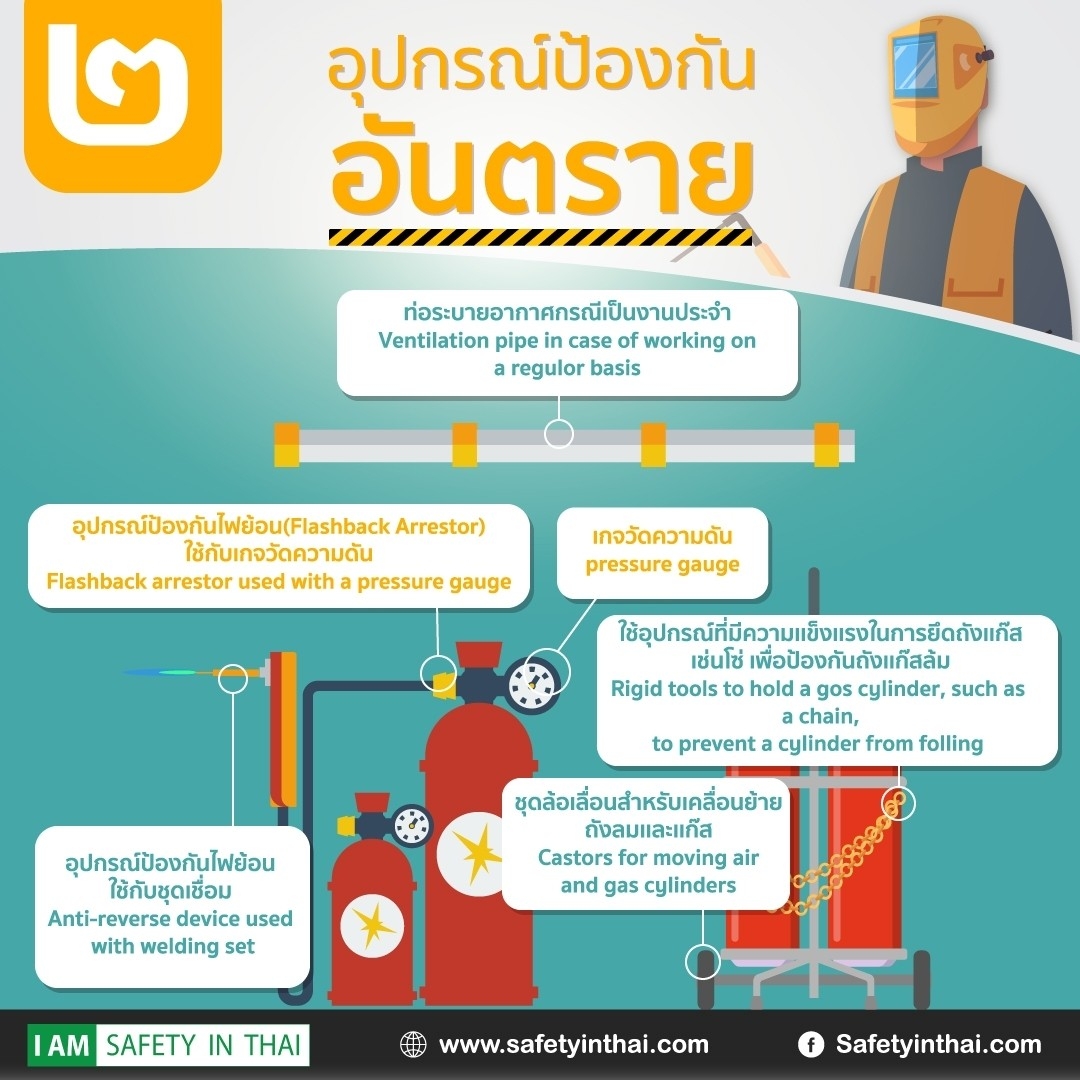 ๒
อุปกรณ์ป้องกัน
อันตราย
ท่อระบายอากาศกรณีเป็นงานประจำ
Ventilation pipe in case of working on
a regulor basis
อุปกรณ์ป้องกันไฟย้อน(Flashback Arrestor)
ใช้กับเกจวัดความดัน
Flashback arrestor used with a pressure gauge
เกจวัดความดัน
pressure gauge
ใช้อุปกรณ์ที่มีความแข็งแรงในการยึดถังแก๊ส
เช่นโซ่ เพื่อป้องกันถังแก๊สล้ม
Rigid tools to hold a gos cylinder, such as
a chain,
to prevent a cylinder from folling
ชุดล้อเลื่อนสำหรับเคลื่อนย้าย
ถังลมและแก๊ส
Castors for moving air
and gas cylinders
อุปกรณ์ป้องกันไฟย้อน
ใช้กับชุดเชื่อม
Anti-reverse device used
with welding set
I AM SAFETY IN THAI
www.safetyinthai.com
Safetyinthai.com